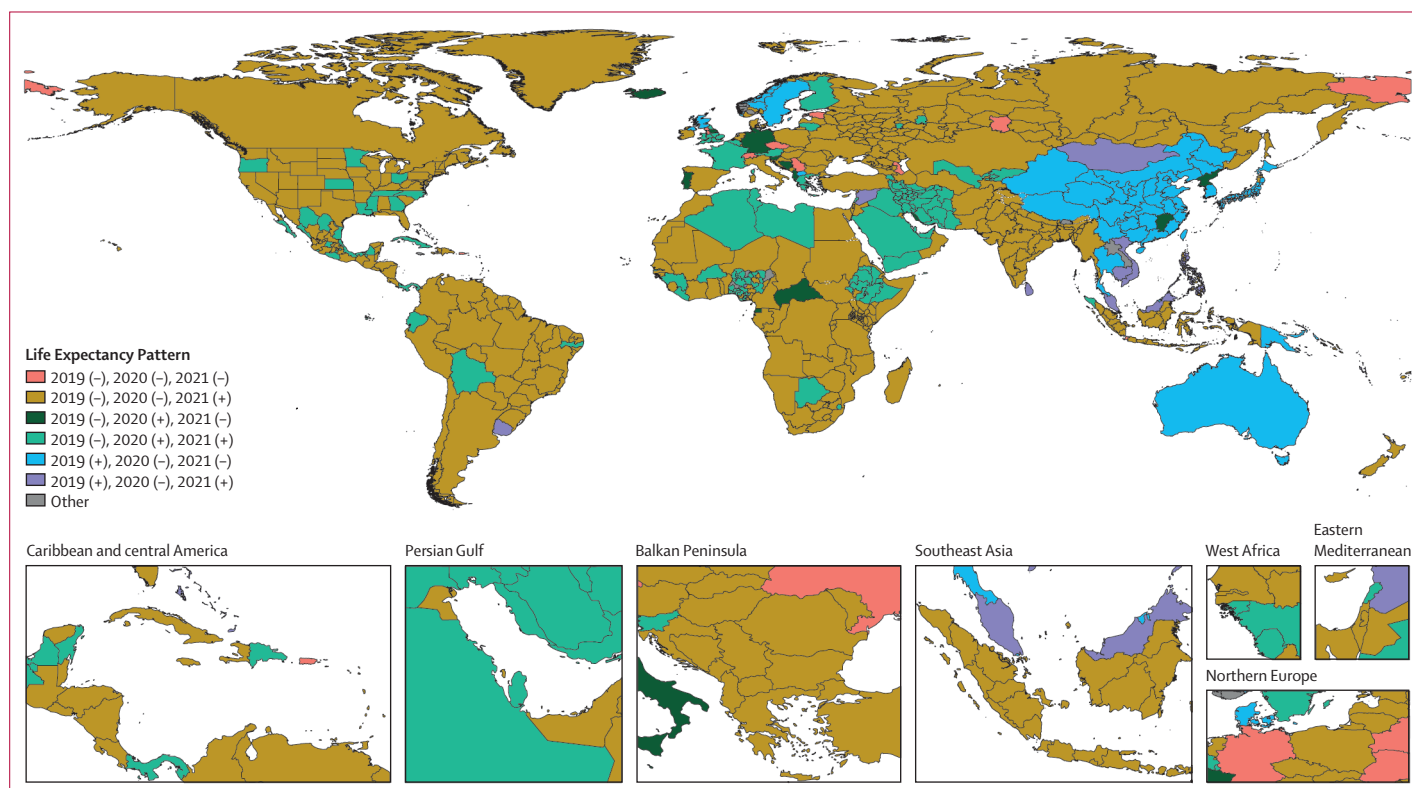 Life Expectancy Pattern
2019 (–), 2020 (–), 2021 (–)
2019 (–), 2020 (–), 2021 (+)
2019 (–), 2020 (+), 2021 (–)
2019 (–), 2020 (+), 2021 (+)
2019 (+), 2020 (–), 2021 (–)
2019 (+), 2020 (–), 2021 (+)
Other
Caribbean and central America
Persian Gulf
Balkan Peninsula
Southeast Asia
West Africa
Eastern
Mediterranean
Northern Europe